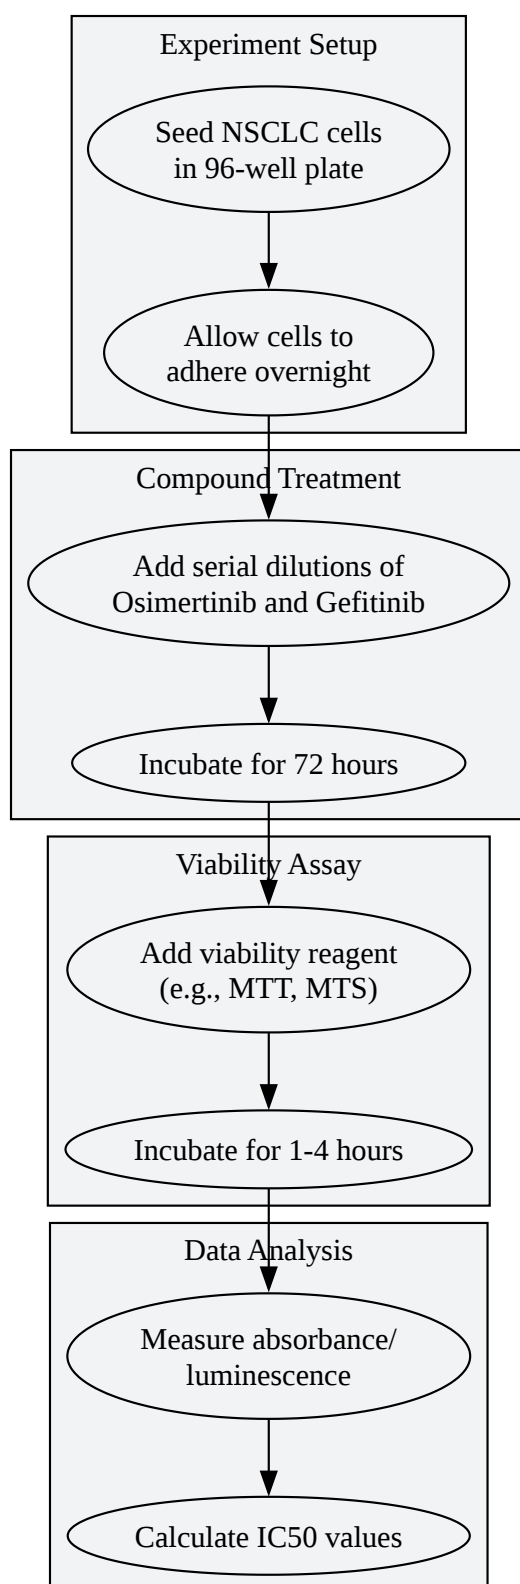 Experiment Setup
Seed NSCLC cells
in 96-well plate
Allow cells to
adhere overnight
Compound Treatment
Add serial dilutions of
Osimertinib and Gefitinib
Incubate for 72 hours
Viability Assay
Add viability reagent
(e.g., MTT, MTS)
Incubate for 1-4 hours
Data Analysis
Measure absorbance/
luminescence
Calculate IC50 values